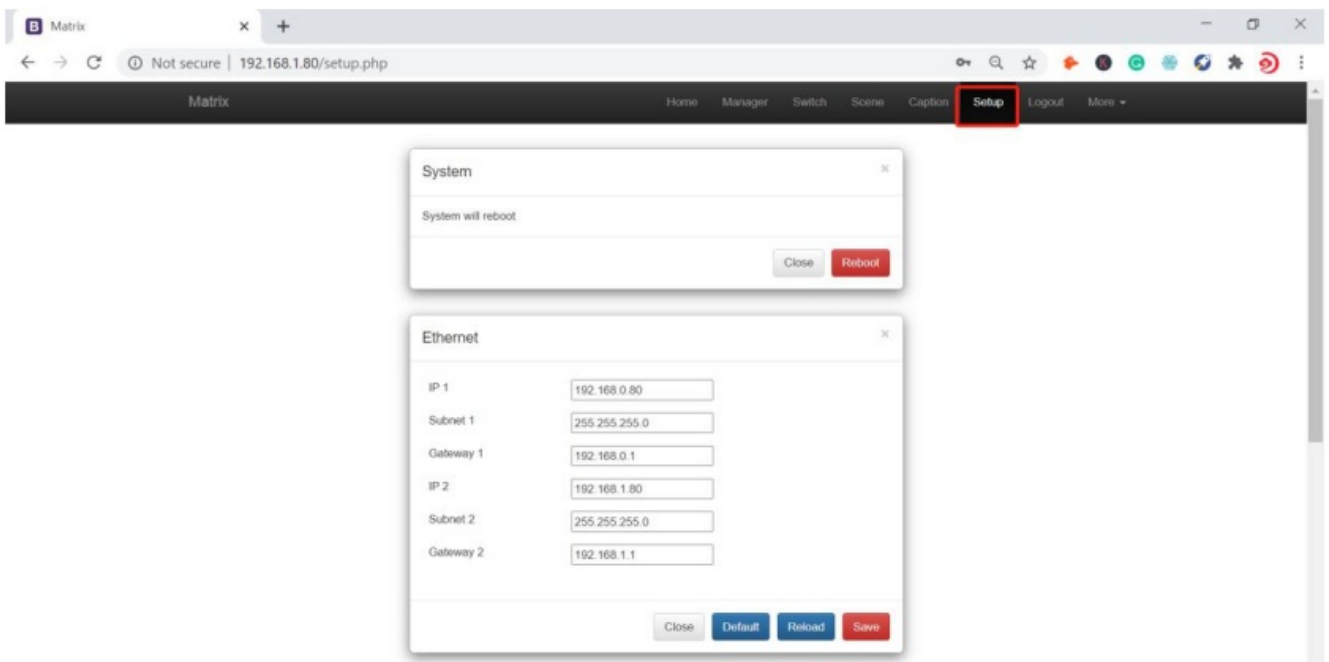 B Matrix
Not secure | 192.168.1.80/setup.php
Matrix Home Manager Switch Scene Caption Setup Logout More
System
System will reboot
Close Reboot
Ethernet
IP 1 192.168.0.80
Subnet 1 255.255.255.0
Gateway 1 192.168.0.1
IP 2 192.168.1.80
Subnet 2 255.255.255.0
Gateway 2 192.168.1.1
Close Default Reload Save